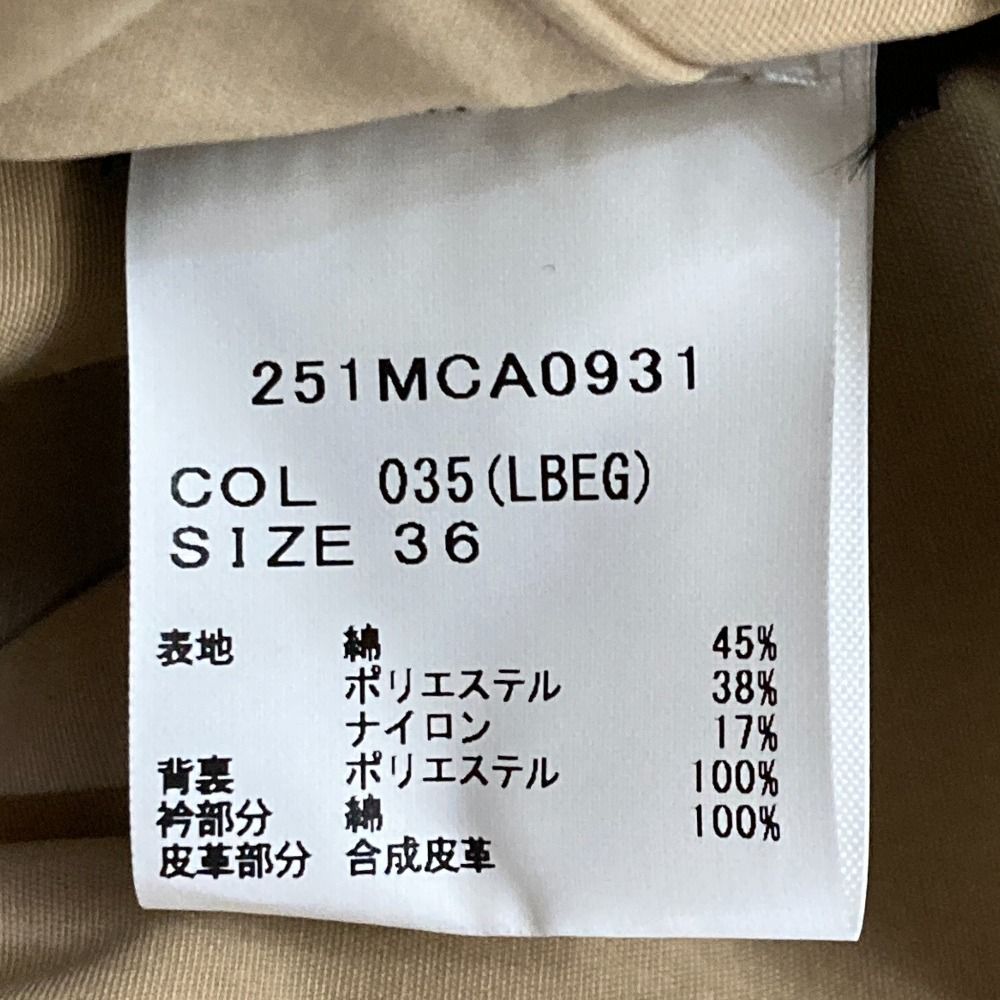 251MCA0931
COL 035(LBEG)
SIZE 36
表地 綿 45%
ポリエステル 38%
ナイロン 17%
背裏 ポリエステル 100%
衿部分 綿 100%
皮革部分 合成皮革